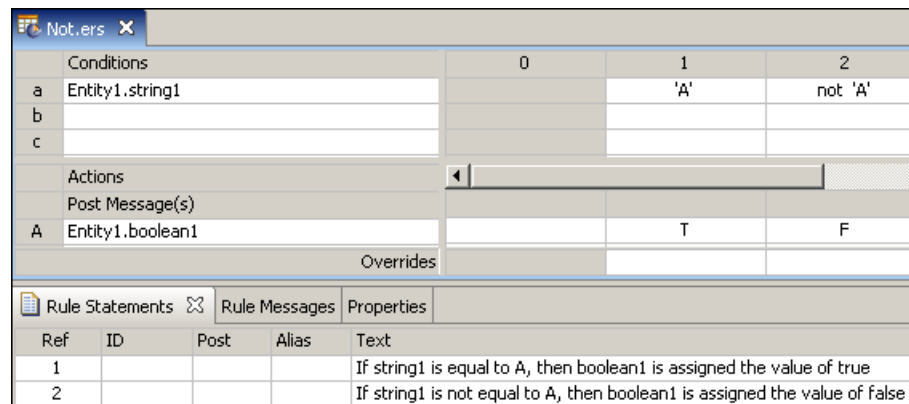 Not.ers
Conditions 0 1 2
a Entity1.string1 'A' not 'A'
b
c
Actions
Post Message(s)
A Entity1.boolean1 T F
Overrides
Rule Statements Rule Messages Properties
Ref ID Post Alias Text
1 If string1 is equal to A, then boolean1 is assigned the value of true
2 If string1 is not equal to A, then boolean1 is assigned the value of false